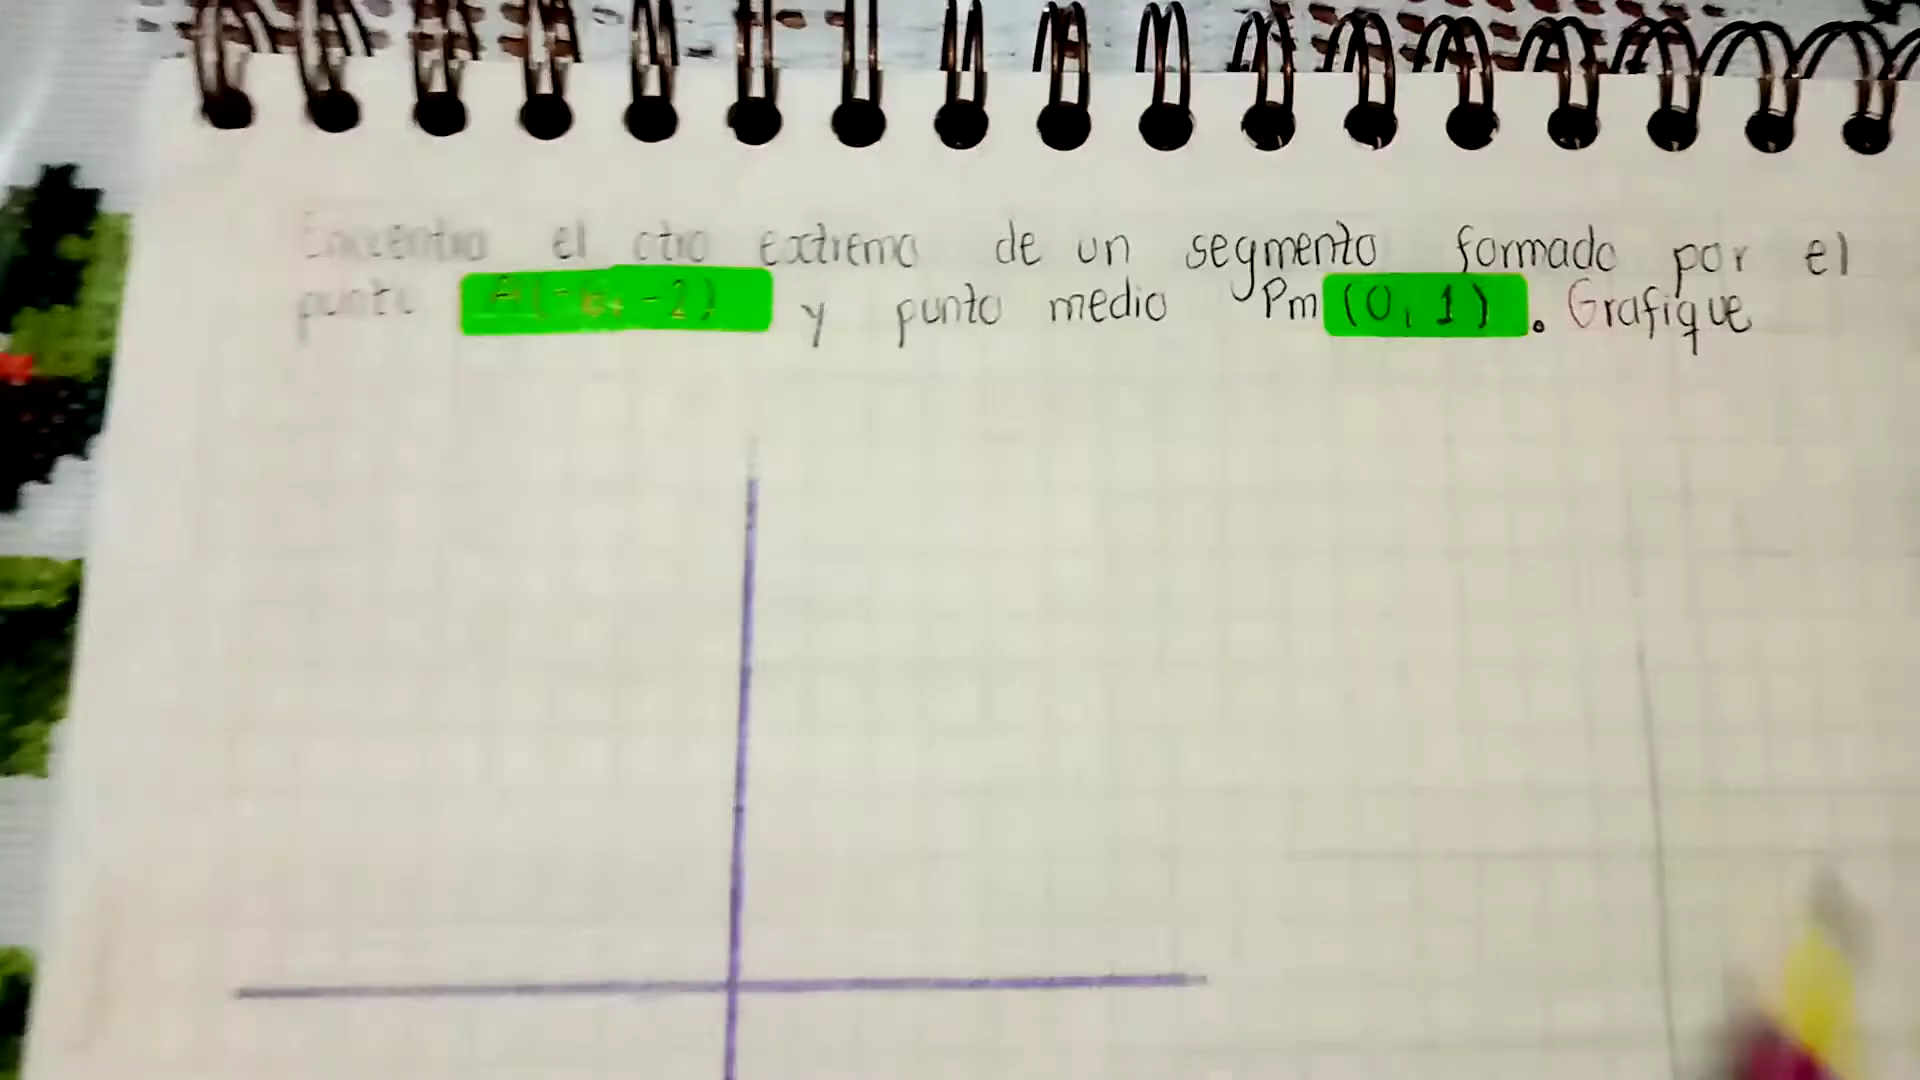 Encuentra el otro extremo de un segmento formado por el
punto A(-6, -2) y punto medio Pm (0, 1). Grafique